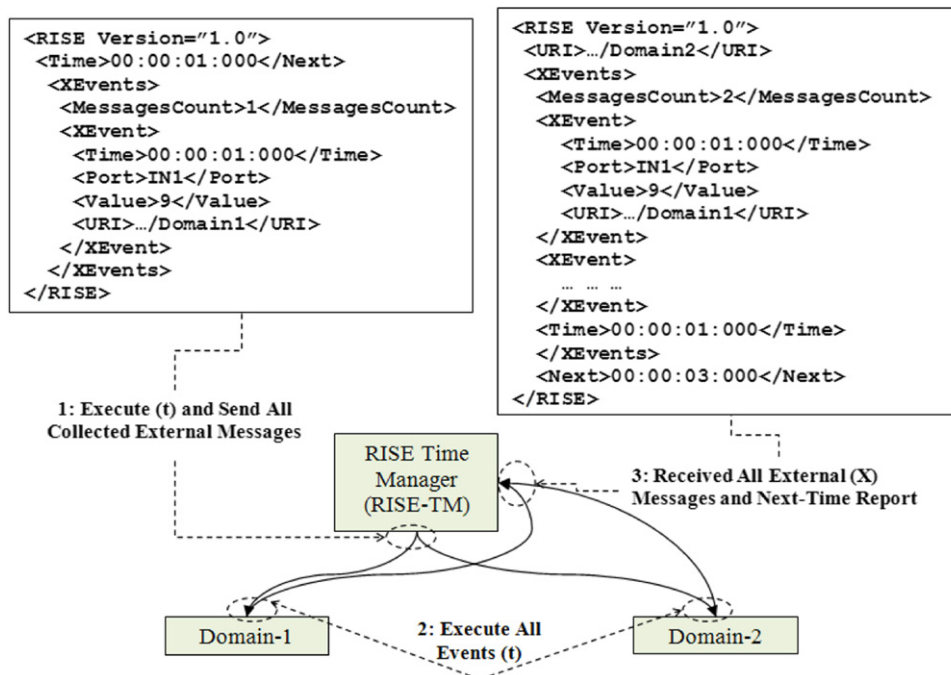 <RISE Version="1.0">
<Time>00:00:01:000</Next>
<XEvents>
<MessagesCount>1</MessagesCount>
<XEvent>
<Time>00:00:01:000</Time>
<Port>IN1</Port>
<Value>9</Value>
<URI>…/Domain1</URI>
</XEvent>
</XEvents>
</RISE>
<RISE Version="1.0">
<URI>…/Domain2</URI>
<XEvents>
<MessagesCount>2</MessagesCount>
<XEvent>
<Time>00:00:01:000</Time>
<Port>IN1</Port>
<Value>9</Value>
<URI>…/Domain1</URI>
</XEvent>
<XEvent>
… … …
</XEvent>
<Time>00:00:01:000</Time>
</XEvents>
<Next>00:00:03:000</Next>
</RISE>
1: Execute (t) and Send All
Collected External Messages
RISE Time
Manager
(RISE-TM)
3: Received All External (X)
Messages and Next-Time Report
Domain-1
2: Execute All
Events (t)
Domain-2